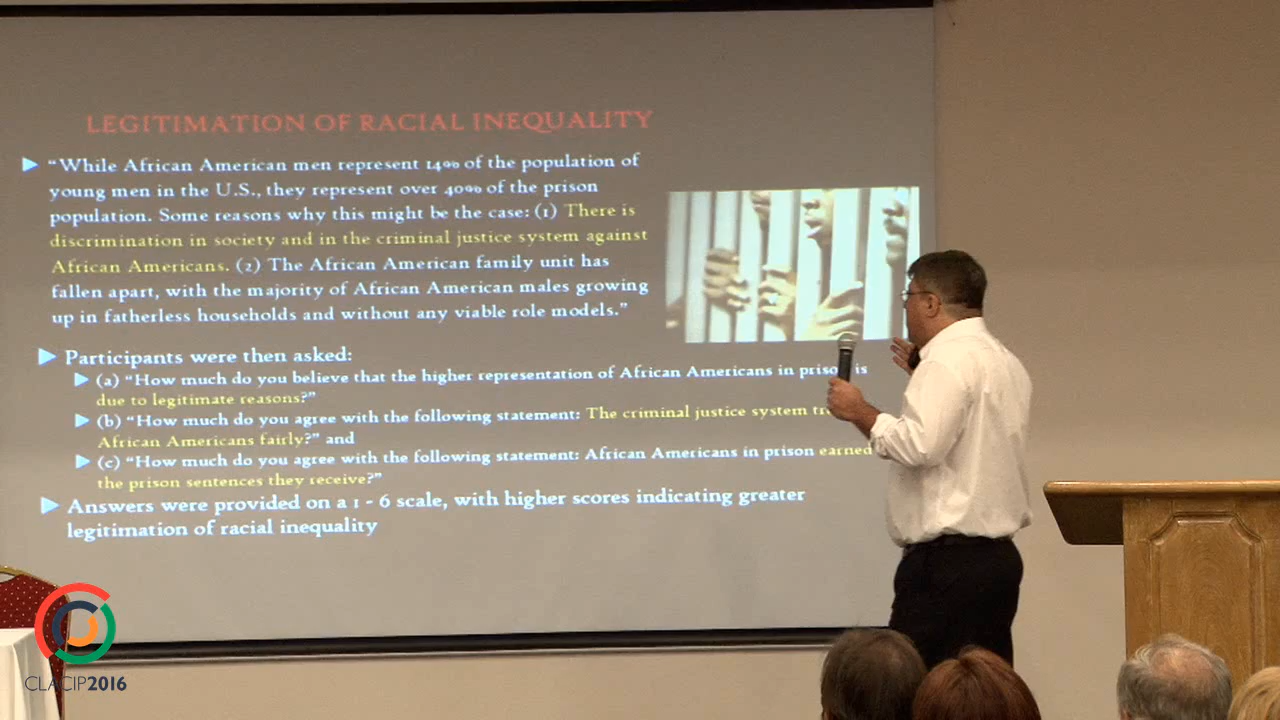 LEGITIMATION OF RACIAL INEQUALITY
"While African American men represent 14% of the population of
young men in the U.S., they represent over 40% of the prison
population. Some reasons why this might be the case: (1) There is
discrimination in society and in the criminal justice system against
African Americans. (2) The African American family unit has
fallen apart, with the majority of African American males growing
up in fatherless households and without any viable role models."
Participants were then asked:
(a) "How much do you believe that the higher representation of African Americans in prison is
due to legitimate reasons?"
(b) "How much do you agree with the following statement: The criminal justice system
African Americans fairly?" and
(c) "How much do you agree with the following statement: African Americans in prison earned
the prison sentences they receive?"
Answers were provided on a 1 - 6 scale, with higher scores indicating greater
legitimation of racial inequality
CLACIP2016